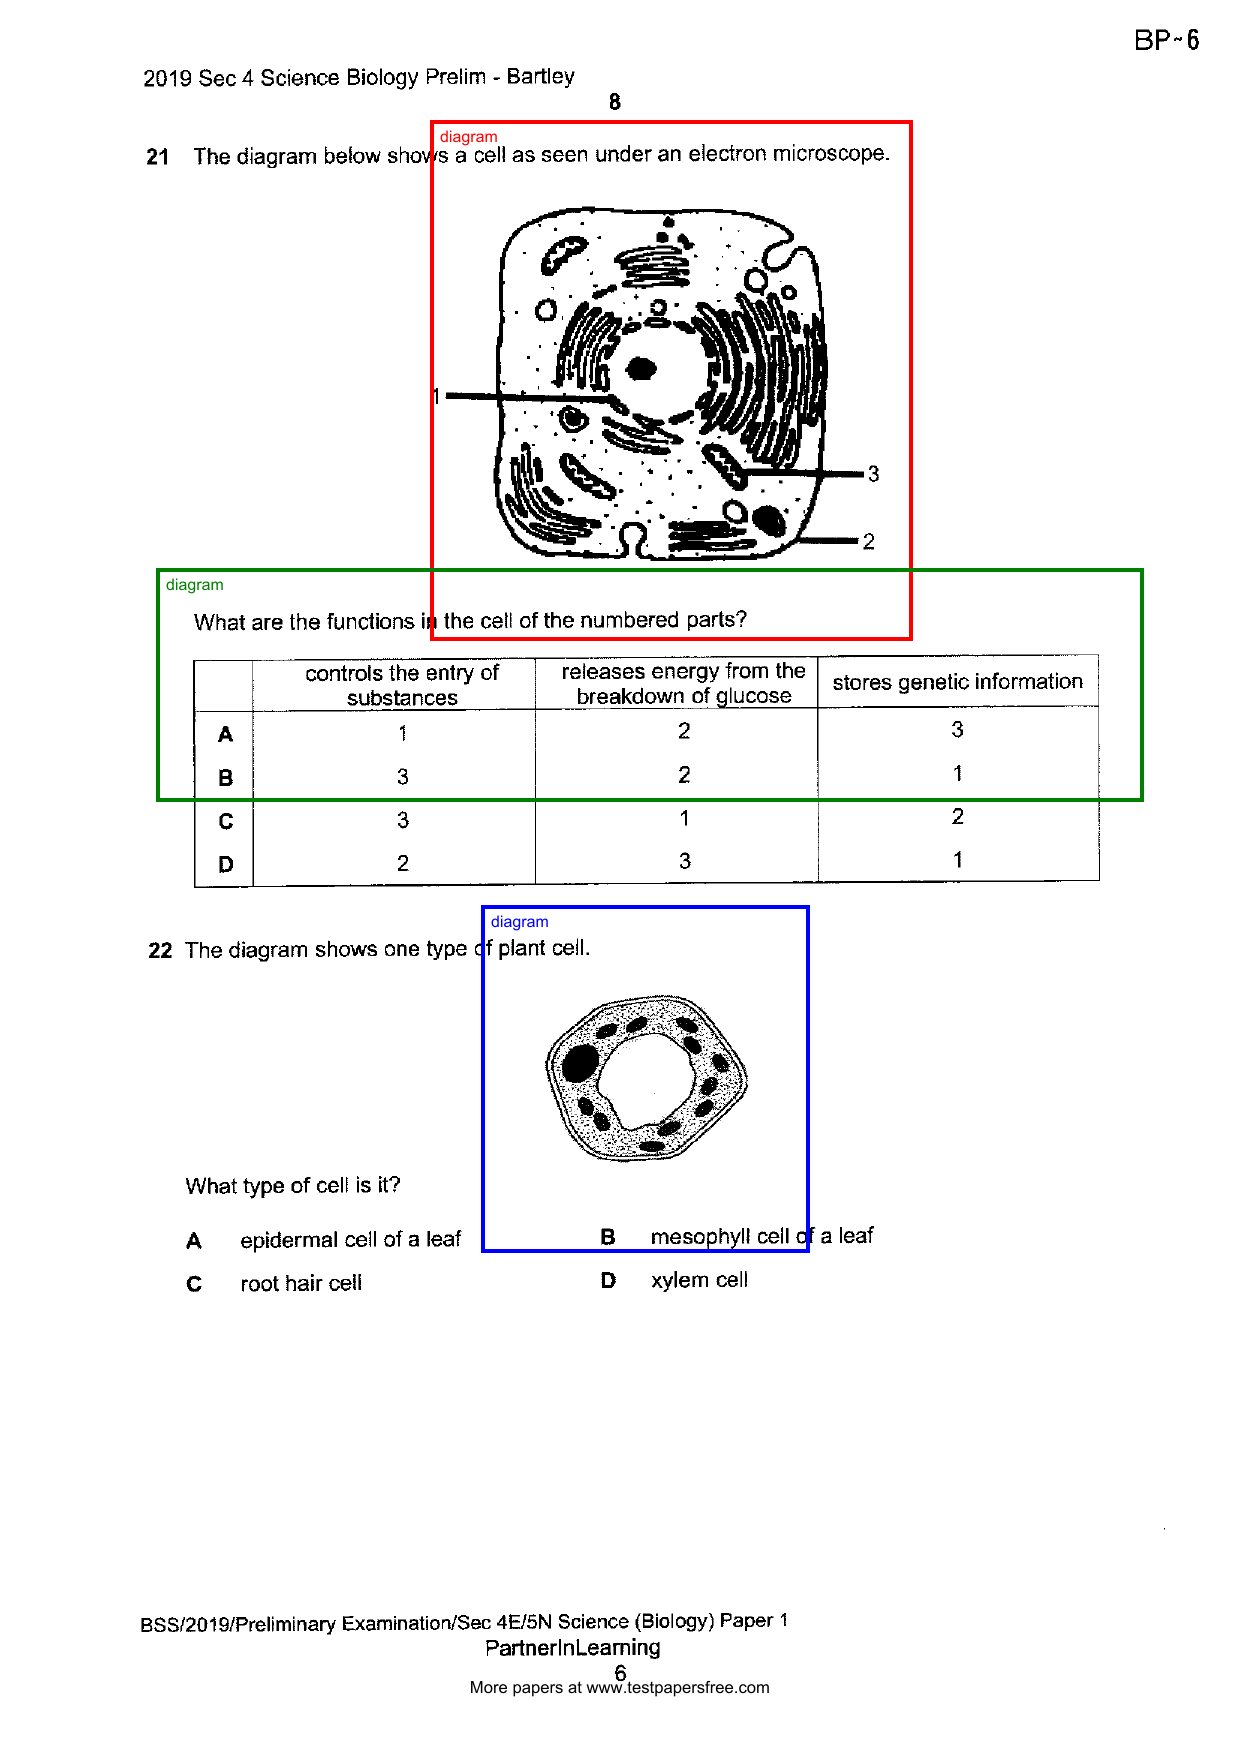 BP-6
2019 Sec 4 Science Biology Prelim - Bartley
8
diagram
21 The diagram below shows a cell as seen under an electron microscope.
1
3
2
diagram
What are the functions in the cell of the numbered parts?
controls the entry of substances releases energy from the breakdown of glucose stores genetic information
A 1 2 3
B 3 2 1
C 3 1 2
D 2 3 1
diagram
22 The diagram shows one type of plant cell.
What type of cell is it?
A epidermal cell of a leaf B mesophyll cell of a leaf
C root hair cell D xylem cell
BSS/2019/Preliminary Examination/Sec 4E/5N Science (Biology) Paper 1
PartnerInLearning
6
More papers at www.testpapersfree.com